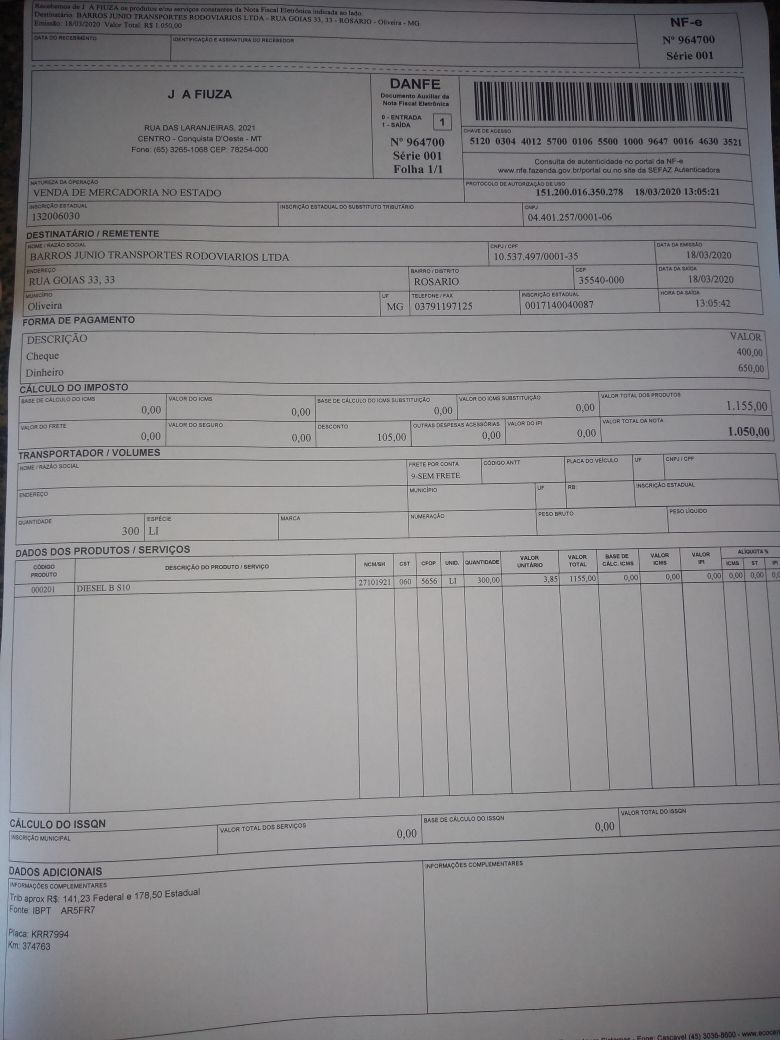 Recebemos de J A FIUZA os produtos e/ou serviços constantes da Nota Fiscal Eletrônica indicada ao lado.
Destinatário: BARROS JUNIO TRANSPORTES RODOVIARIOS LTDA - RUA GOIAS 33, 33 - ROSARIO - Oliveira - MG
Emissão: 18/03/2020 Valor Total: R$ 1.050,00
DATA DO RECEBIMENTO
IDENTIFICAÇÃO E ASSINATURA DO RECEBEDOR
NF-e
Nº 964700
Série 001
J A FIUZA
RUA DAS LARANJEIRAS, 2021
CENTRO - Conquista D'Oeste - MT
Fone: (65) 3265-1068 CEP: 78254-000
DANFE
Documento Auxiliar da
Nota Fiscal Eletrônica
0 - ENTRADA
1 - SAÍDA
1
Nº 964700
Série 001
Folha 1/1
CHAVE DE ACESSO
5120 0304 4012 5700 0106 5500 1000 9647 0016 4630 3521
Consulta de autenticidade no portal da NF-e
www.nfe.fazenda.gov.br/portal ou no site da SEFAZ Autenticadora
NATUREZA DA OPERAÇÃO
VENDA DE MERCADORIA NO ESTADO
PROTOCOLO DE AUTORIZAÇÃO DE USO
151.200.016.350.278 18/03/2020 13:05:21
INSCRIÇÃO ESTADUAL
132006030
INSCRIÇÃO ESTADUAL DO SUBSTITUTO TRIBUTÁRIO
CNPJ
04.401.257/0001-06
DESTINATÁRIO / REMETENTE
NOME / RAZÃO SOCIAL
BARROS JUNIO TRANSPORTES RODOVIARIOS LTDA
CNPJ / CPF
10.537.497/0001-35
DATA DA EMISSÃO
18/03/2020
ENDEREÇO
RUA GOIAS 33, 33
BAIRRO / DISTRITO
ROSARIO
CEP
35540-000
DATA DA SAÍDA
18/03/2020
MUNICÍPIO
Oliveira
UF
MG
TELEFONE / FAX
03791197125
INSCRIÇÃO ESTADUAL
0017140040087
HORA DA SAÍDA
13:05:42
FORMA DE PAGAMENTO
DESCRIÇÃO VALOR
Cheque 400,00
Dinheiro 650,00
CÁLCULO DO IMPOSTO
BASE DE CÁLCULO DO ICMS
0,00
VALOR DO ICMS
0,00
BASE DE CÁLCULO DO ICMS SUBSTITUIÇÃO
0,00
VALOR DO ICMS SUBSTITUIÇÃO
0,00
VALOR TOTAL DOS PRODUTOS
1.155,00
VALOR DO FRETE
0,00
VALOR DO SEGURO
0,00
DESCONTO
105,00
OUTRAS DESPESAS ACESSÓRIAS
0,00
VALOR DO IPI
0,00
VALOR TOTAL DA NOTA
1.050,00
TRANSPORTADOR / VOLUMES
NOME / RAZÃO SOCIAL
FRETE POR CONTA
9-SEM FRETE
CÓDIGO ANTT
PLACA DO VEÍCULO
UF
CNPJ / CPF
ENDEREÇO
MUNICÍPIO
UF
RB:
INSCRIÇÃO ESTADUAL
QUANTIDADE
300
ESPÉCIE
LI
MARCA
NUMERAÇÃO
PESO BRUTO
PESO LÍQUIDO
DADOS DOS PRODUTOS / SERVIÇOS
CÓDIGO PRODUTO DESCRIÇÃO DO PRODUTO / SERVIÇO NCM/SH CST CFOP UNID. QUANTIDADE VALOR UNITÁRIO VALOR TOTAL BASE DE CÁLC. ICMS VALOR ICMS VALOR IPI ALÍQUOTA % ICMS ST IPI
000201 DIESEL B S10 27101921 060 5656 LI 300,00 3,85 1155,00 0,00 0,00 0,00 0,00 0,00
CÁLCULO DO ISSQN
INSCRIÇÃO MUNICIPAL
VALOR TOTAL DOS SERVIÇOS
0,00
BASE DE CÁLCULO DO ISSQN
0,00
VALOR TOTAL DO ISSQN
DADOS ADICIONAIS
INFORMAÇÕES COMPLEMENTARES
INFORMAÇÕES COMPLEMENTARES
Trib aprox R$: 141,23 Federal e 178,50 Estadual
Fonte: IBPT AR5FR7
Placa: KRR7994
Km: 374763
Sistemas - Fone: Cascavel (45) 3036-8600 - www.ecocen